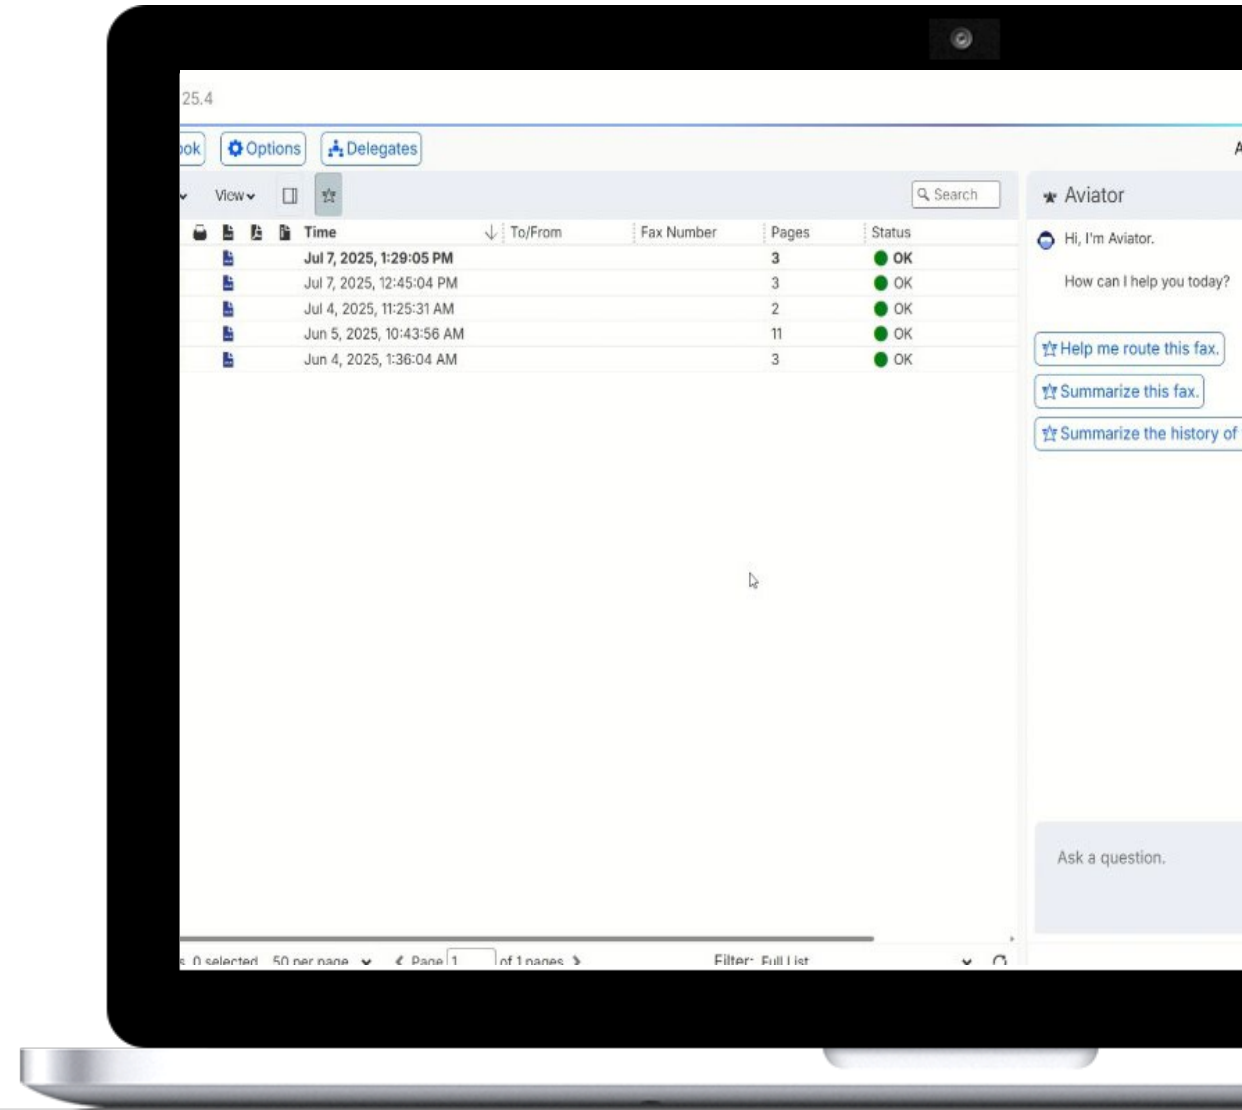 25.4
ook Options Delegates
A
View Search
Aviator
Time To/From Fax Number Pages Status
Jul 7, 2025, 1:29:05 PM 3 OK
Jul 7, 2025, 12:45:04 PM 3 OK
Jul 4, 2025, 11:25:31 AM 2 OK
Jun 5, 2025, 10:43:56 AM 11 OK
Jun 4, 2025, 1:36:04 AM 3 OK
Hi, I'm Aviator.
How can I help you today?
Help me route this fax.
Summarize this fax.
Summarize the history of
Ask a question.
s 0 selected 50 per page Page 1 of 1 pages Filter: Full List